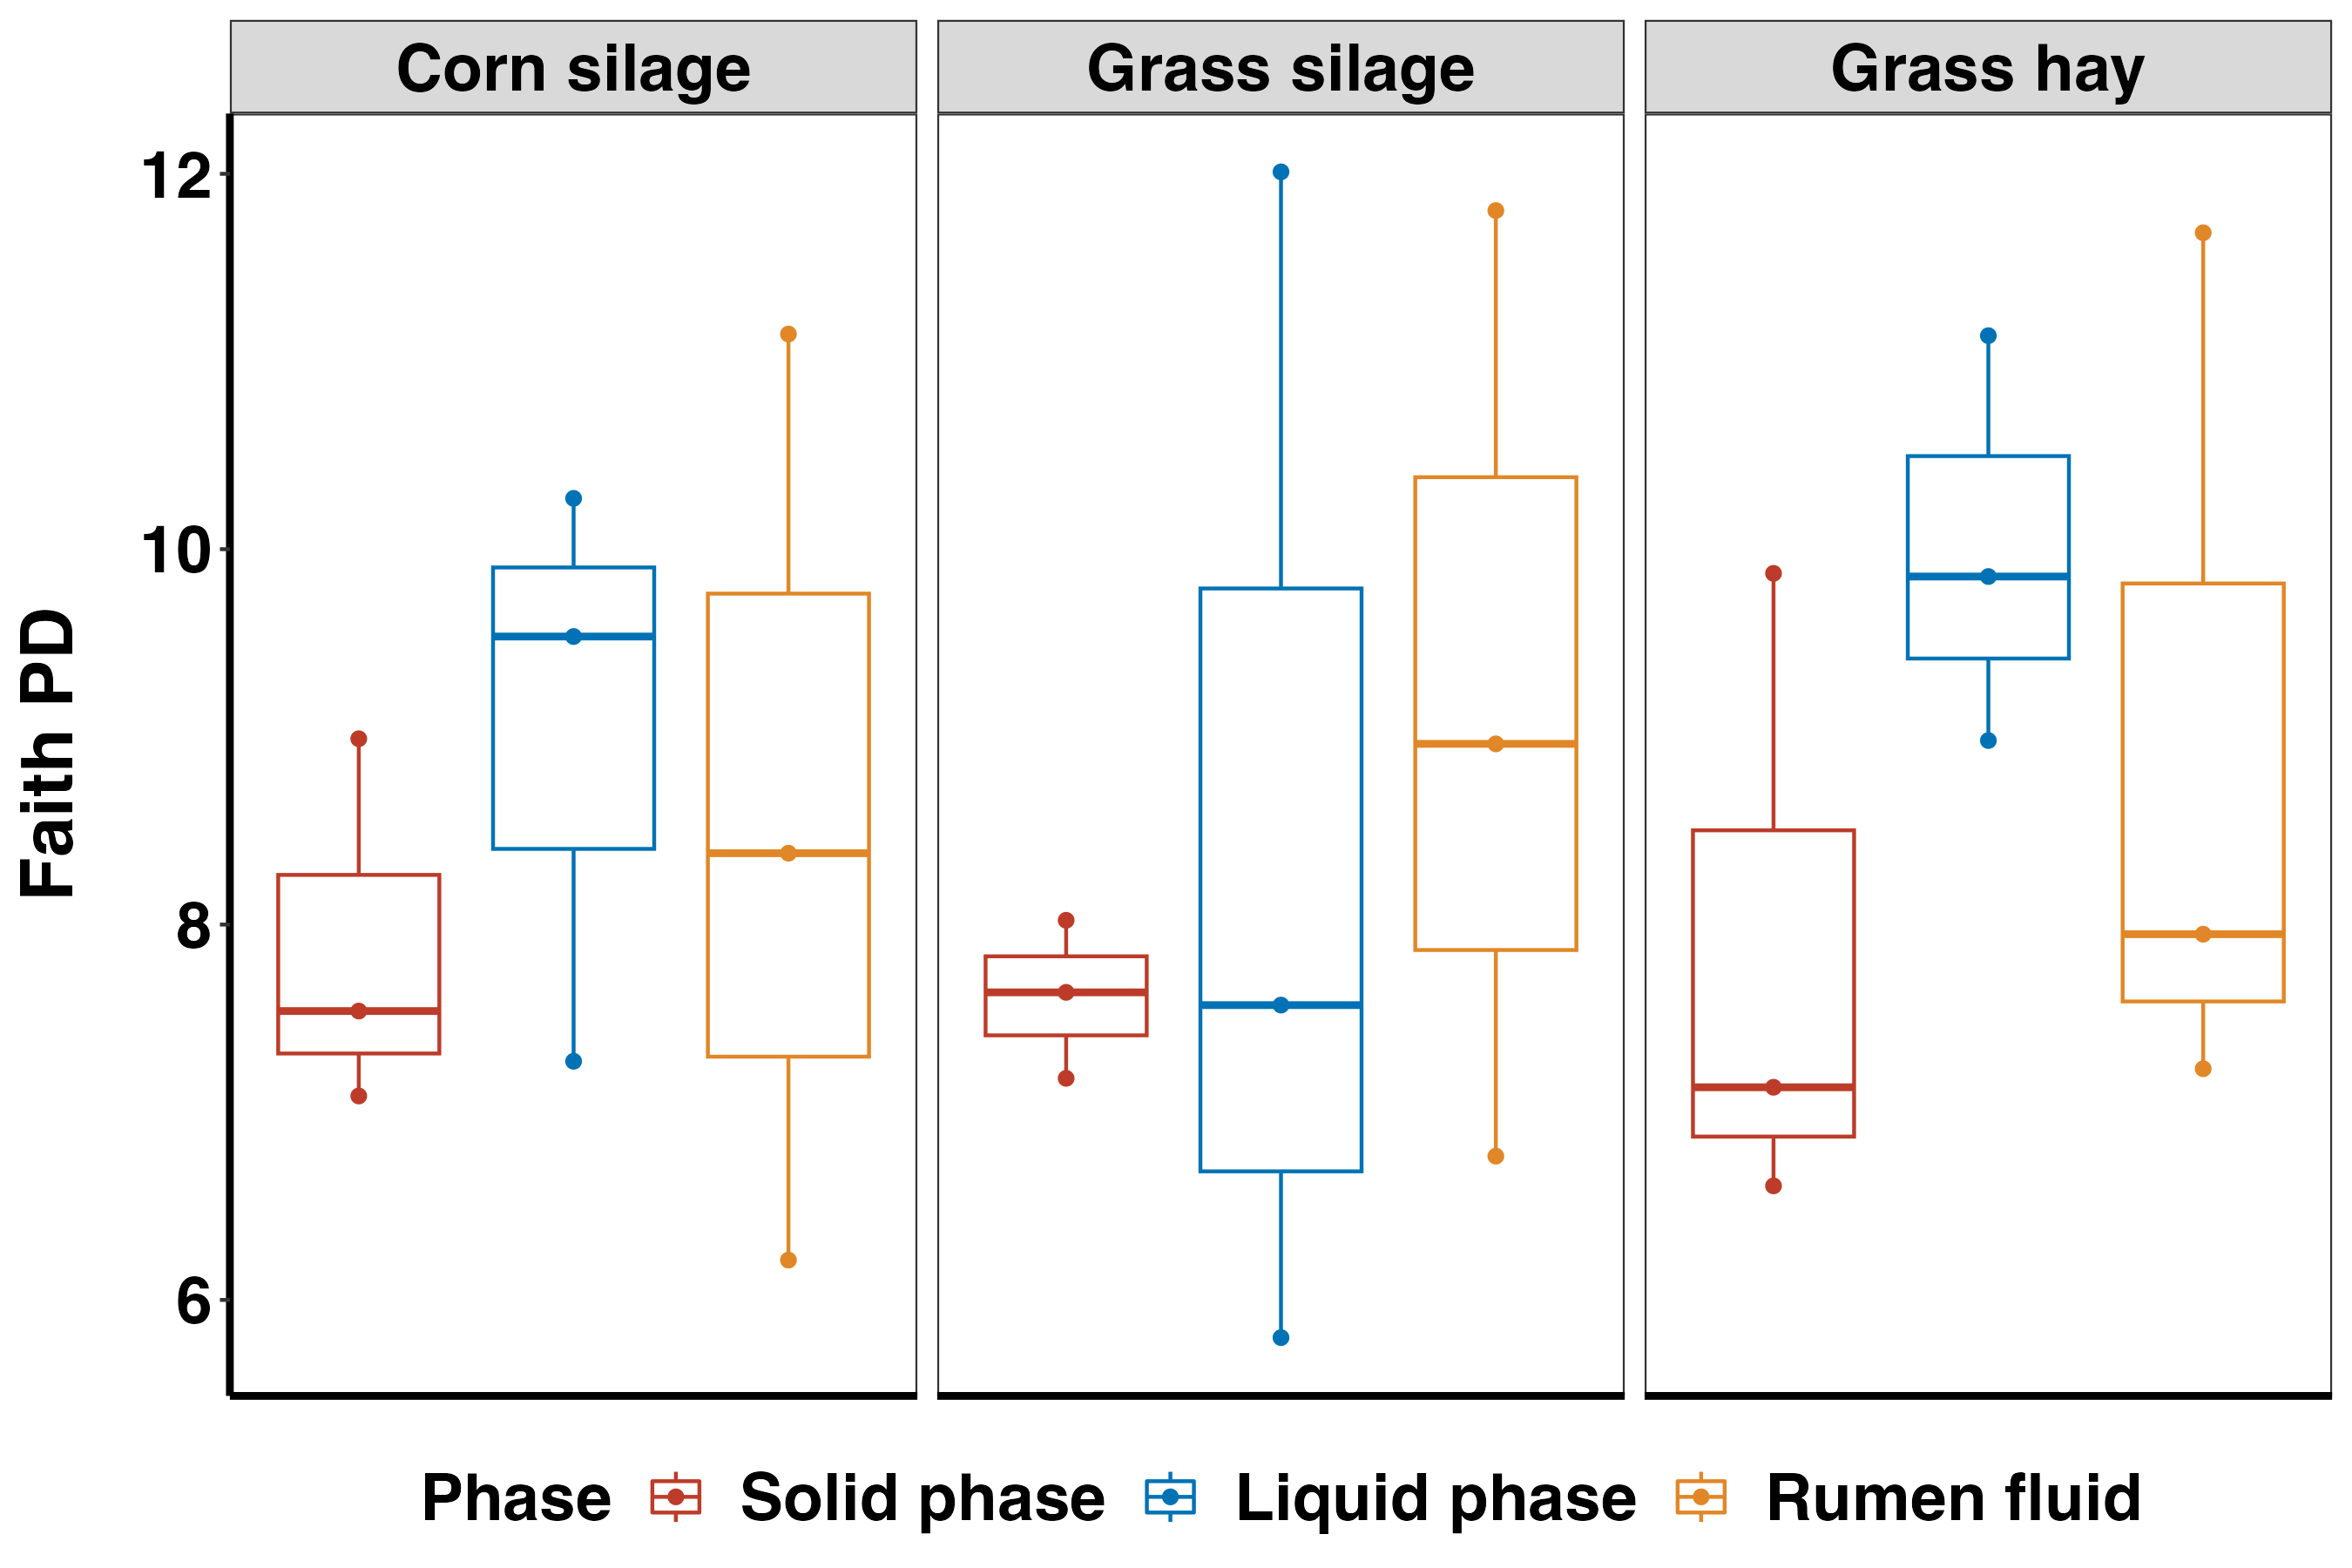 Corn silage
Grass silage
Grass hay
12
10
8
6
Faith PD
Phase Solid phase Liquid phase Rumen fluid